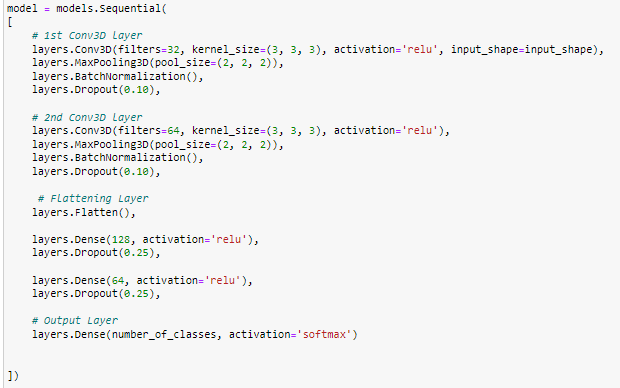 model = models.Sequential(
[
# 1st Conv3D Layer
layers.Conv3D(filters=32, kernel_size=(3, 3, 3), activation='relu', input_shape=input_shape),
layers.MaxPooling3D(pool_size=(2, 2, 2)),
layers.BatchNormalization(),
layers.Dropout(0.10),
# 2nd Conv3D Layer
layers.Conv3D(filters=64, kernel_size=(3, 3, 3), activation='relu'),
layers.MaxPooling3D(pool_size=(2, 2, 2)),
layers.BatchNormalization(),
layers.Dropout(0.10),
# Flattening Layer
layers.Flatten(),
layers.Dense(128, activation='relu'),
layers.Dropout(0.25),
layers.Dense(64, activation='relu'),
layers.Dropout(0.25),
# Output Layer
layers.Dense(number_of_classes, activation='softmax')
])